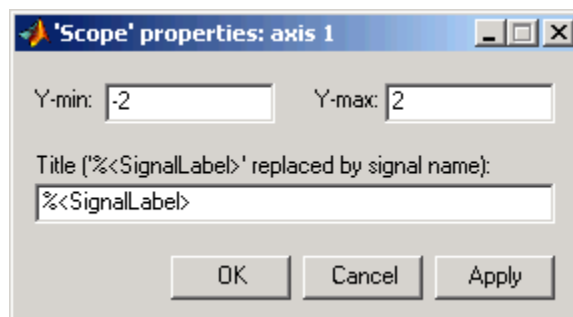 'Scope' properties: axis 1
Y-min: -2 Y-max: 2
Title ('%<SignalLabel>' replaced by signal name):
%<SignalLabel>
OK Cancel Apply